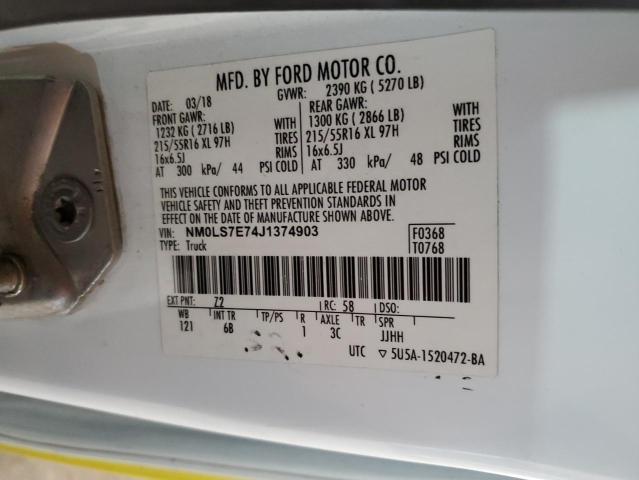 MFD. BY FORD MOTOR CO.
DATE: 03/18 GVWR: 2390 KG ( 5270 LB)
FRONT GAWR: REAR GAWR:
1232 KG ( 2716 LB) WITH 1300 KG ( 2866 LB) WITH
215/55R16 XL 97H TIRES 215/55R16 XL 97H TIRES
16x6.5J RIMS 16x6.5J RIMS
AT 300 kPa/ 44 PSI COLD AT 330 kPa/ 48 PSI COLD
THIS VEHICLE CONFORMS TO ALL APPLICABLE FEDERAL MOTOR
VEHICLE SAFETY AND THEFT PREVENTION STANDARDS IN
EFFECT ON THE DATE OF MANUFACTURE SHOWN ABOVE.
VIN: NM0LS7E74J1374903 F0368
TYPE: Truck T0768
EXT PNT: Z2 RC: 58 DSO:
WB INT TR TP/PS R AXLE TR SPR
121 6B 1 3C JJHH
UTC ▽ 5U5A-1520472-BA